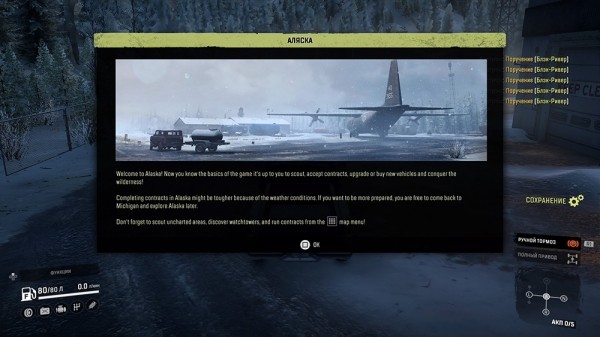 АЛЯСКА
Поручение [Блэк-Ривер]
Поручение [Блэк-Ривер]
Поручение [Блэк-Ривер]
Поручение [Блэк-Ривер]
Поручение [Блэк-Ривер]
Welcome to Alaska! Now you know the basics of the game it's up to you to scout, accept contracts, upgrade or buy new vehicles and conquer the
wilderness!
Completing contracts in Alaska might be tougher because of the weather conditions. If you want to be more prepared, you are free to come back to
Michigan and explore Alaska later.
Don't forget to scout uncharted areas, discover watchtowers, and run contracts from the map menu!
OK
СОХРАНЕНИЕ
РУЧНОЙ ТОРМОЗ
ПОЛНЫЙ ПРИВОД
ФУНКЦИИ
F
80/80 Л
0.0 л/мин.
L
N
АКП 0/5